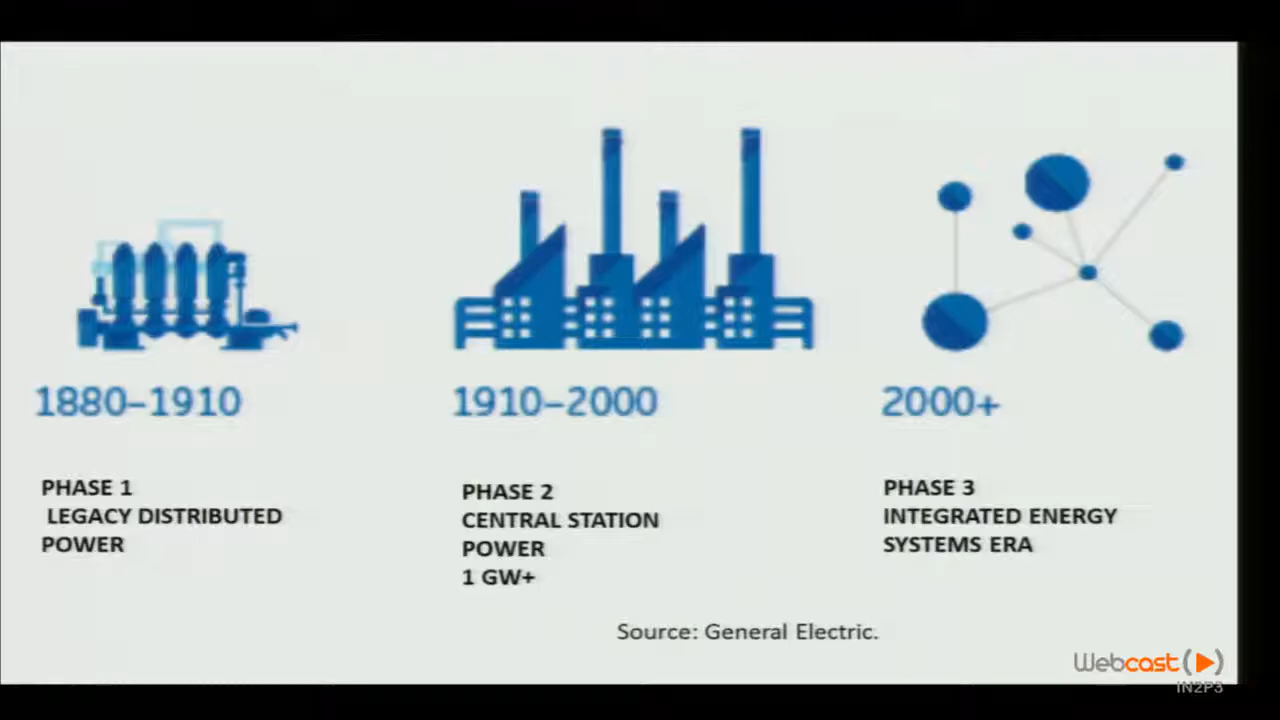 1880–1910
PHASE 1
LEGACY DISTRIBUTED
POWER
1910–2000
PHASE 2
CENTRAL STATION
POWER
1 GW+
2000+
PHASE 3
INTEGRATED ENERGY
SYSTEMS ERA
Source: General Electric.
Webcast
IN2P3